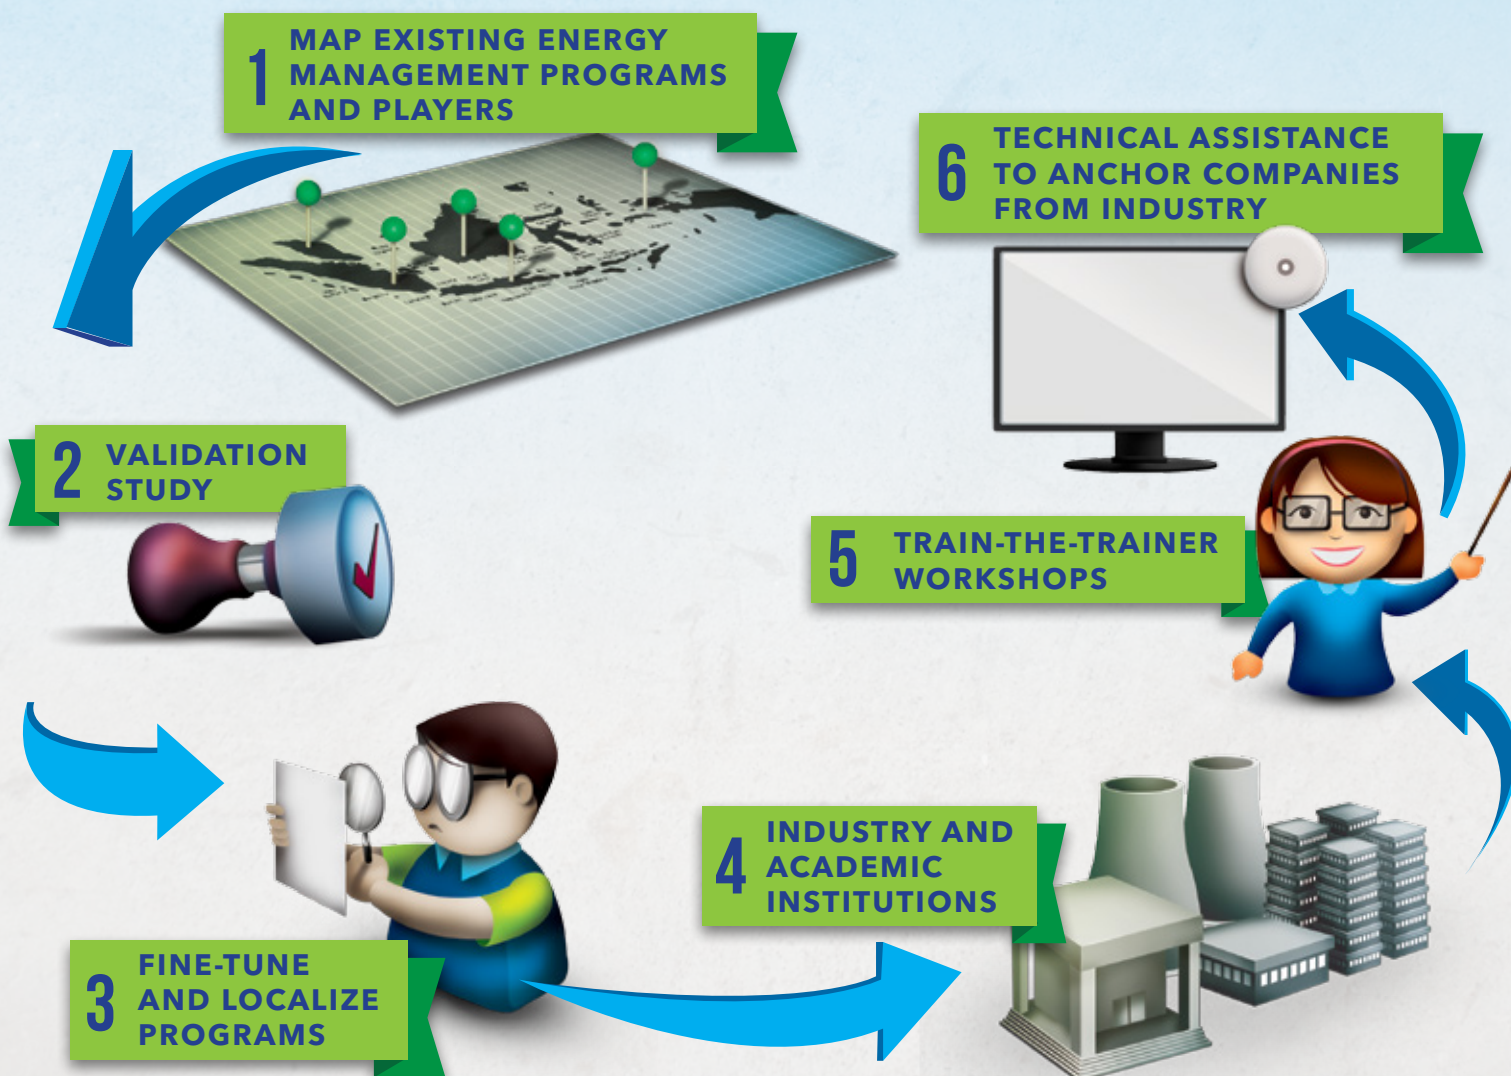 1 MAP EXISTING ENERGY
MANAGEMENT PROGRAMS
AND PLAYERS
2 VALIDATION
STUDY
3 FINE-TUNE
AND LOCALIZE
PROGRAMS
4 INDUSTRY AND
ACADEMIC
INSTITUTIONS
5 TRAIN-THE-TRAINER
WORKSHOPS
6 TECHNICAL ASSISTANCE
TO ANCHOR COMPANIES
FROM INDUSTRY